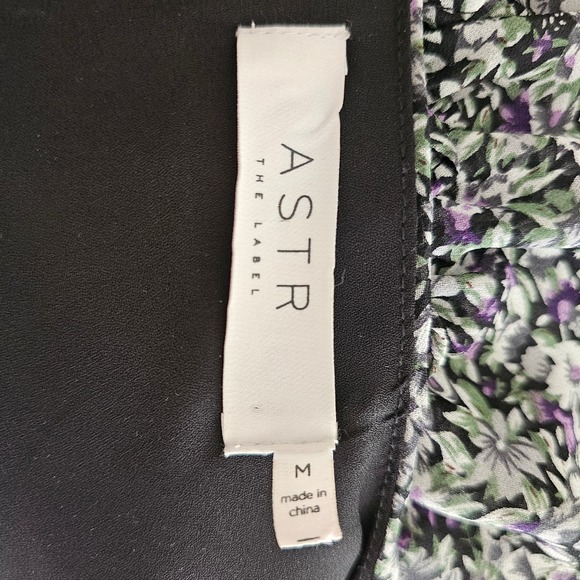 ASTR
THE LABEL
M
made in
china